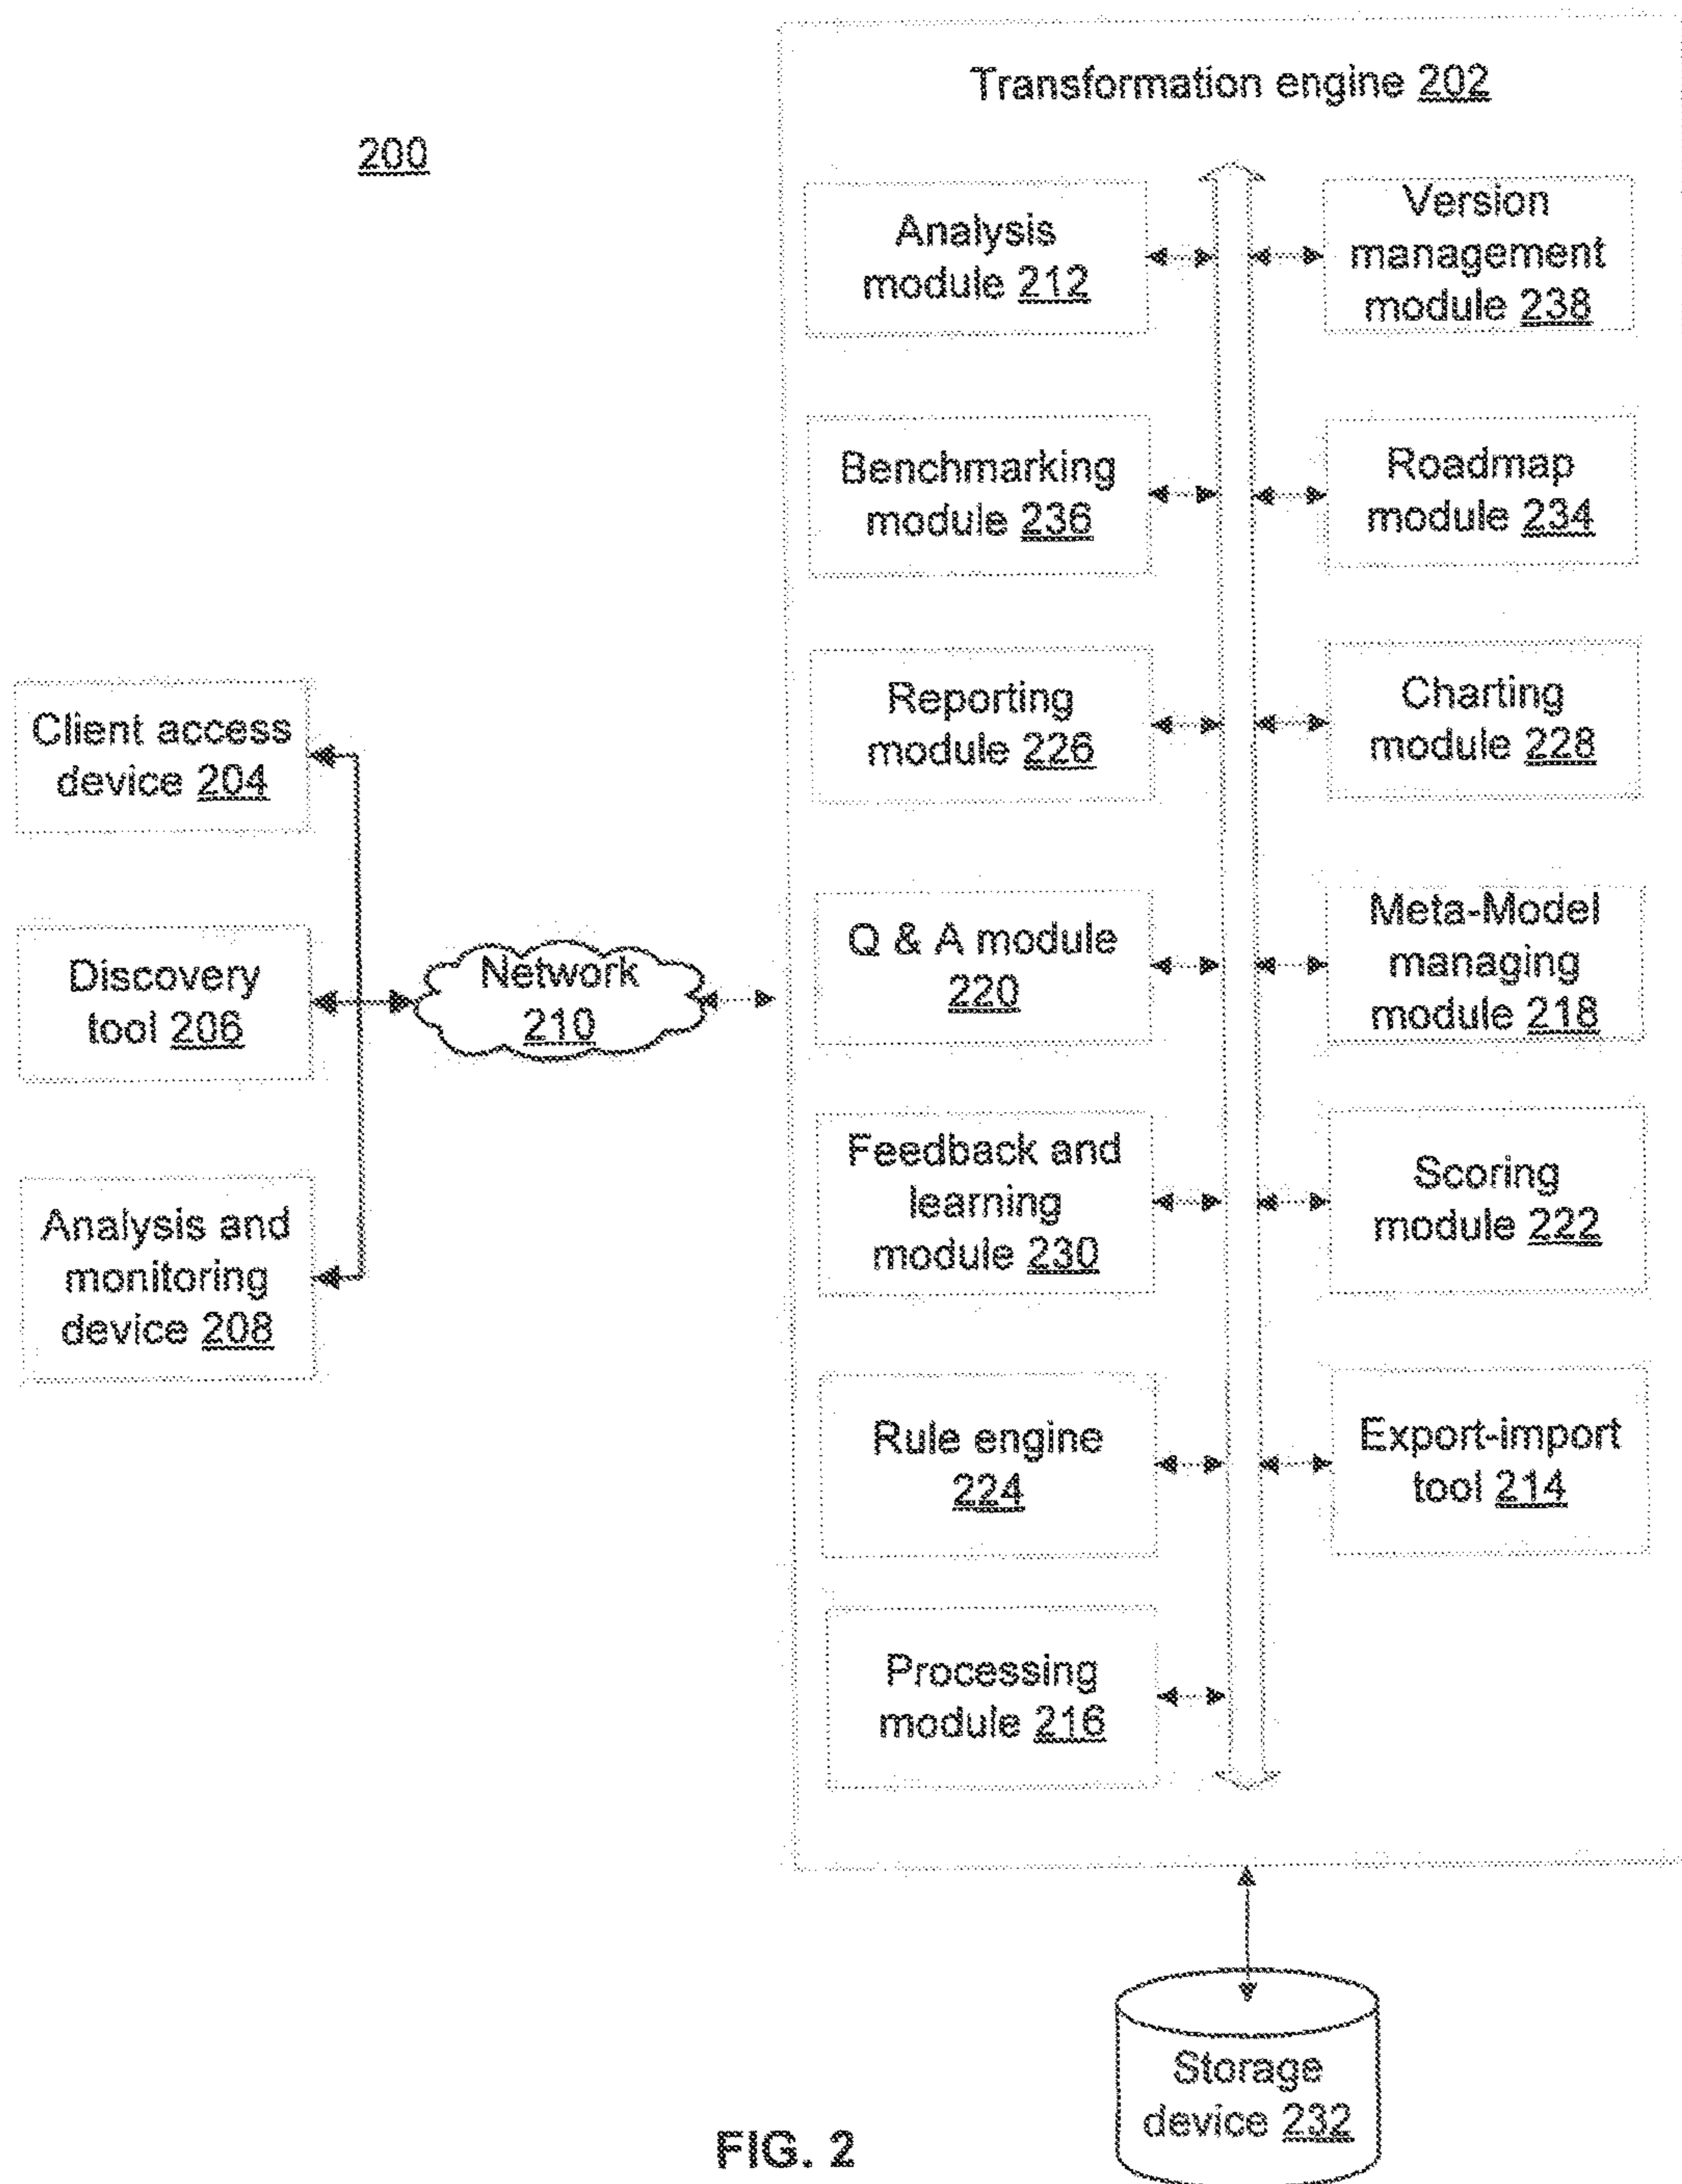 Transformation engine 202
200
Analysis
module 212
Version
management
module 238
Benchmarking
module 236
Roadmap
module 234
Reporting
module 226
Charting
module 228
Client access
device 204
Q & A module
220
Meta-Model
managing
module 218
Discovery
tool 206
Network
210
Feedback and
learning
module 230
Scoring
module 222
Analysis and
monitoring
device 208
Rule engine
224
Export-import
tool 214
Processing
module 216
Storage
device 232
FIG. 2